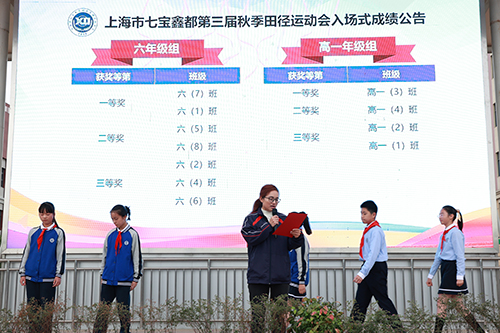 上海市七宝鑫都第三届秋季田径运动会入场式成绩公告
六年级组
获奖等第 班级
一等奖
六（7）班
六（1）班
二等奖
六（5）班
六（8）班
六（2）班
三等奖
六（4）班
六（6）班
高一年级组
获奖等第 班级
一等奖 高一（3）班
二等奖 高一（4）班
三等奖
高一（2）班
高一（1）班